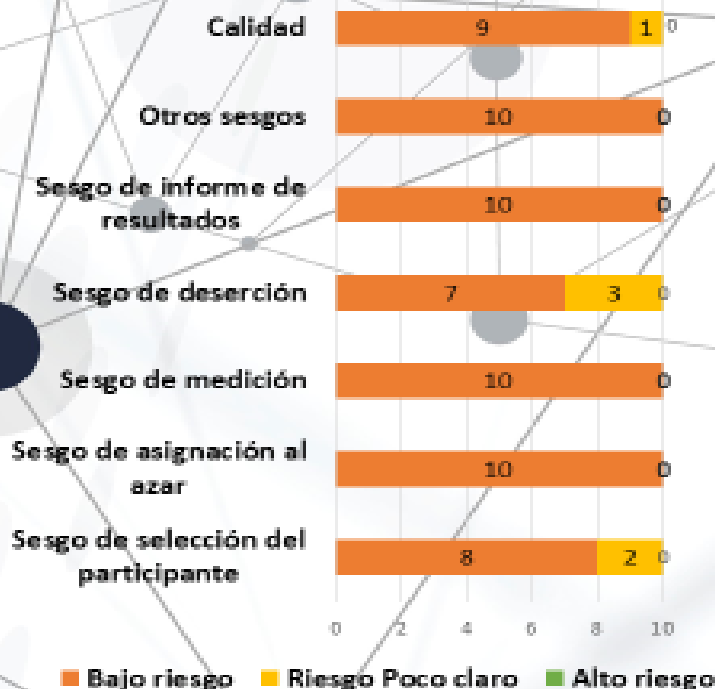 Calidad 9 1 0
Otros sesgos 10 0
Sesgo de informe de
resultados 10 0
Sesgo de deserción 7 3 0
Sesgo de medición 10 0
Sesgo de asignación al
azar 10 0
Sesgo de selección del
participante 8 2 0
0 2 4 6 8 10
Bajo riesgo Riesgo Poco claro Alto riesgo